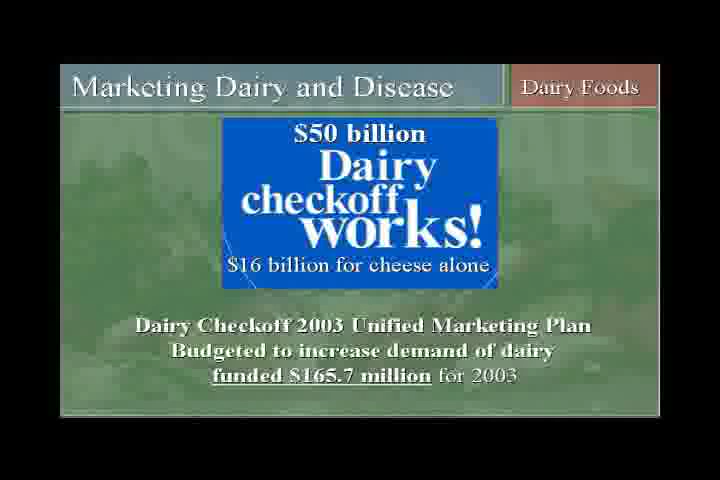 Marketing Dairy and Disease
Dairy Foods
$50 billion
Dairy
checkoff
works!
$16 billion for cheese alone
Dairy Checkoff 2003 Unified Marketing Plan
Budgeted to increase demand of dairy
funded $165.7 million for 2003